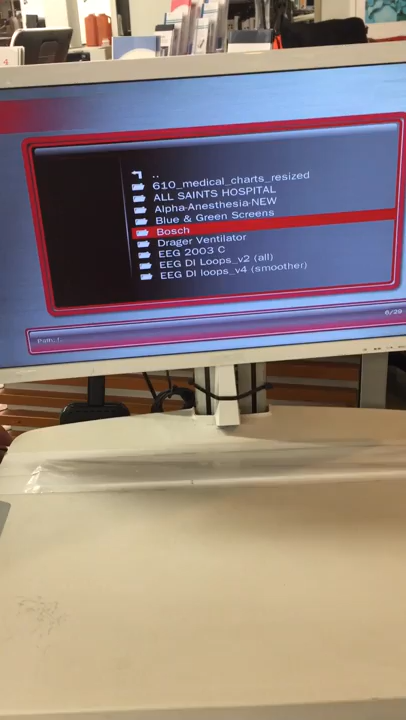 ..
610_medical_charts_resized
ALL SAINTS HOSPITAL
Alpha-Anesthesia-NEW
Blue & Green Screens
Bosch
Drager Ventilator
EEG 2003 C
EEG DI Loops_v2 (all)
EEG DI loops_v4 (smoother)
6/29
4